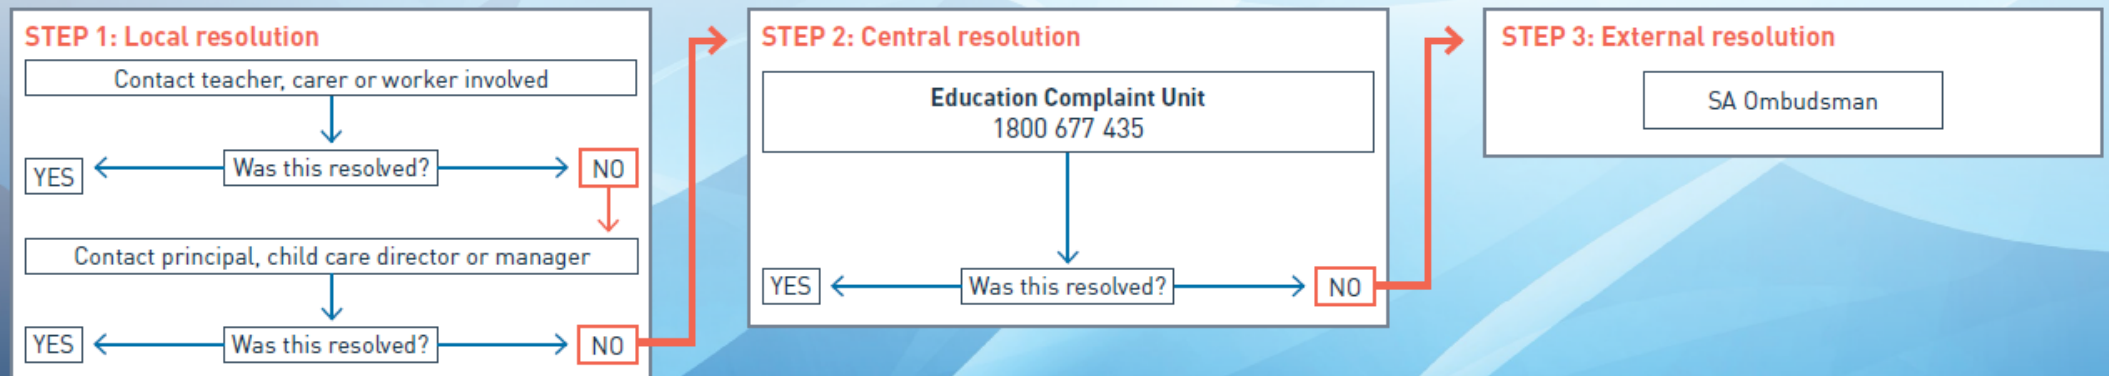 STEP 1: Local resolution
Contact teacher, carer or worker involved
YES
Was this resolved?
NO
Contact principal, child care director or manager
YES
Was this resolved?
NO
STEP 2: Central resolution
Education Complaint Unit
1800 677 435
YES
Was this resolved?
NO
STEP 3: External resolution
SA Ombudsman